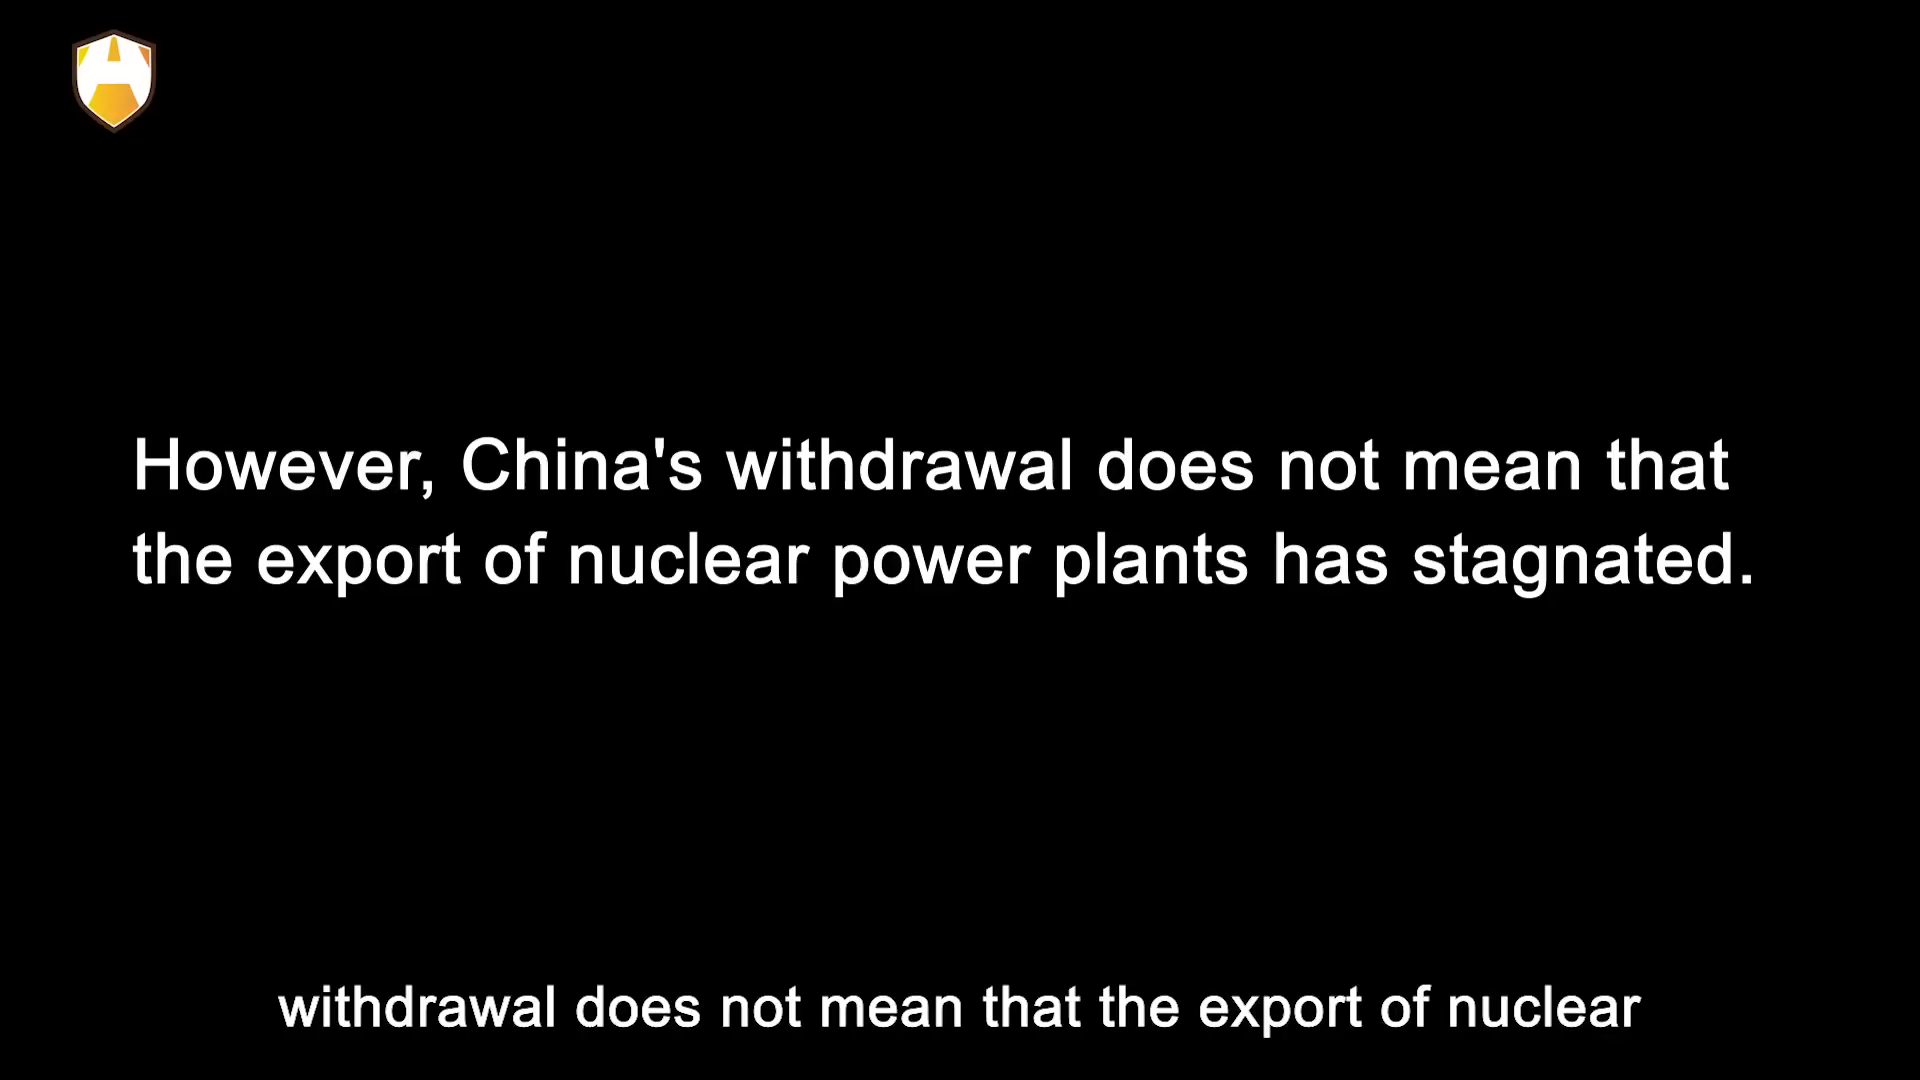 However, China's withdrawal does not mean that
the export of nuclear power plants has stagnated.
withdrawal does not mean that the export of nuclear